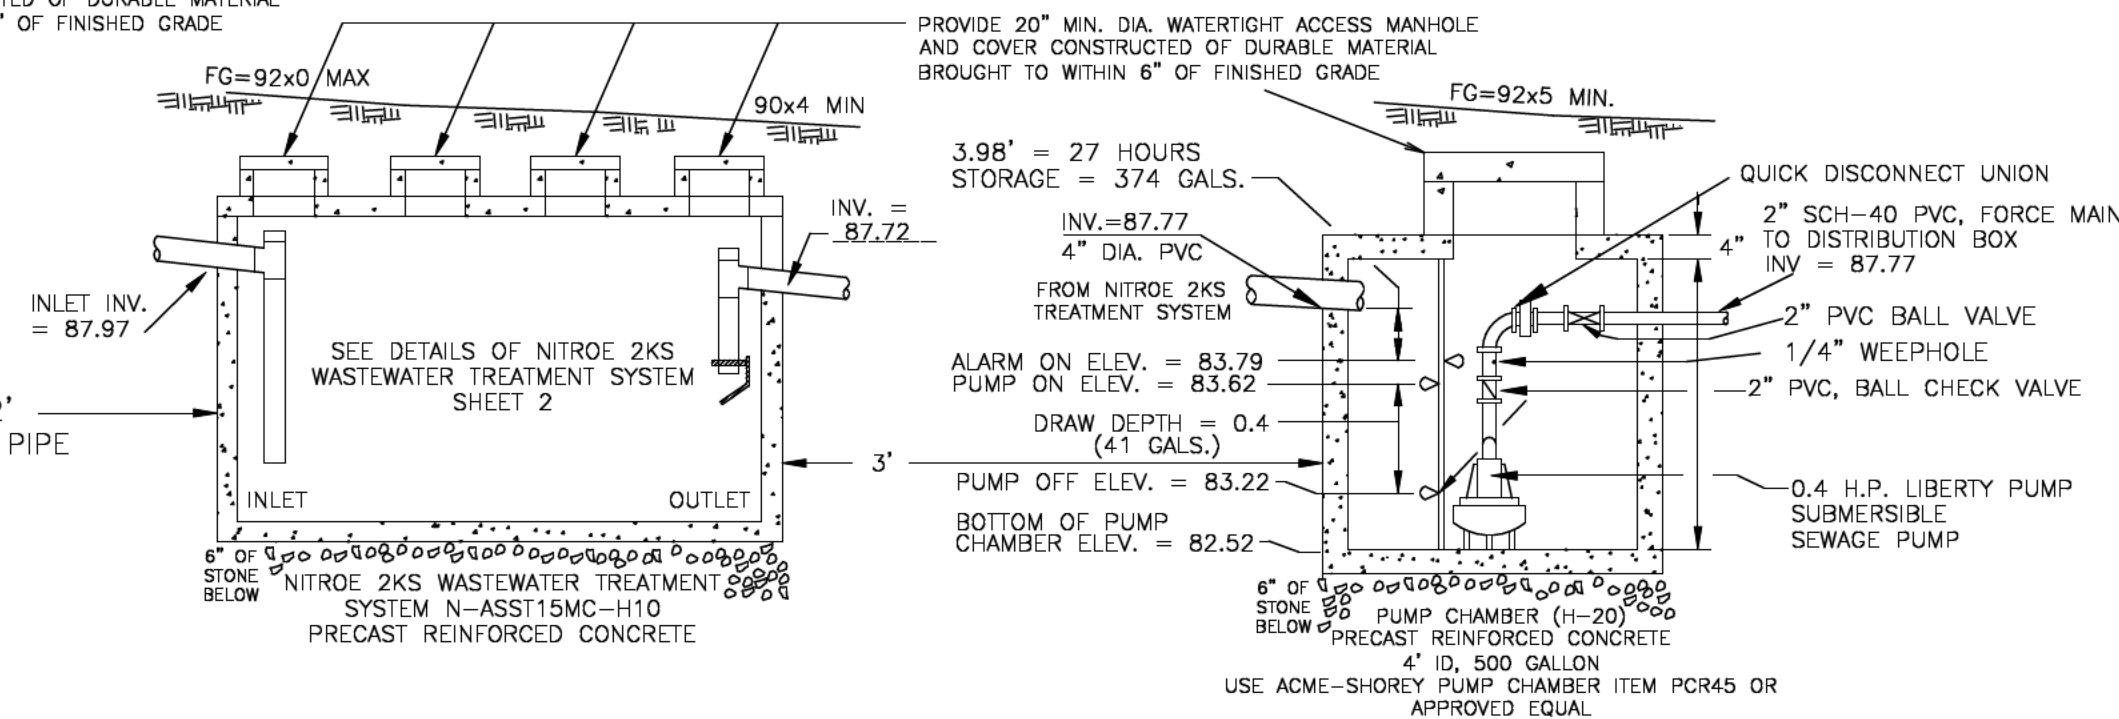 TED OF DURABLE MATERIAL
" OF FINISHED GRADE
FG=92x0 MAX
90x4 MIN
INV. =
87.72
INLET INV.
= 87.97
SEE DETAILS OF NITROE 2KS
WASTEWATER TREATMENT SYSTEM
SHEET 2
2'
PIPE
INLET
OUTLET
3'
6" OF
STONE
BELOW
NITROE 2KS WASTEWATER TREATMENT
SYSTEM N-ASST15MC-H10
PRECAST REINFORCED CONCRETE
PROVIDE 20" MIN. DIA. WATERTIGHT ACCESS MANHOLE
AND COVER CONSTRUCTED OF DURABLE MATERIAL
BROUGHT TO WITHIN 6" OF FINISHED GRADE
FG=92x5 MIN.
3.98' = 27 HOURS
STORAGE = 374 GALS.
INV.=87.77
4" DIA. PVC
FROM NITROE 2KS
TREATMENT SYSTEM
ALARM ON ELEV. = 83.79
PUMP ON ELEV. = 83.62
DRAW DEPTH = 0.4
(41 GALS.)
PUMP OFF ELEV. = 83.22
BOTTOM OF PUMP
CHAMBER ELEV. = 82.52
QUICK DISCONNECT UNION
2" SCH-40 PVC, FORCE MAIN
TO DISTRIBUTION BOX
INV = 87.77
4"
2" PVC BALL VALVE
1/4" WEEPHOLE
2" PVC, BALL CHECK VALVE
0.4 H.P. LIBERTY PUMP
SUBMERSIBLE
SEWAGE PUMP
6" OF
STONE
BELOW
PUMP CHAMBER (H-20)
PRECAST REINFORCED CONCRETE
4' ID, 500 GALLON
USE ACME-SHOREY PUMP CHAMBER ITEM PCR45 OR
APPROVED EQUAL